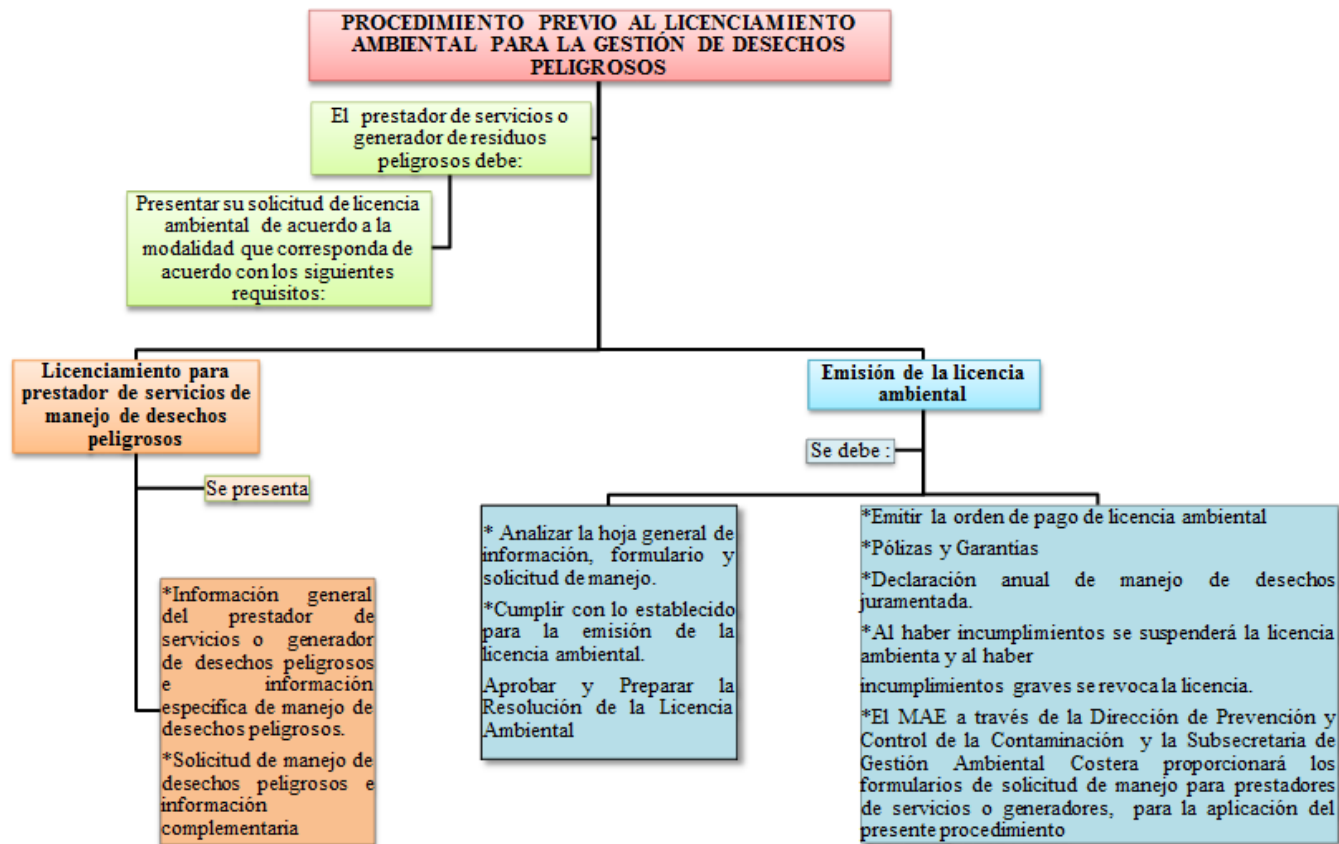 PROCEDIMIENTO PREVIO AL LICENCIAMIENTO
AMBIENTAL PARA LA GESTIÓN DE DESECHOS
PELIGROSOS
El prestador de servicios o
generador de residuos
peligrosos debe:
Presentar su solicitud de licencia
ambiental de acuerdo a la
modalidad que corresponda de
acuerdo con los siguientes
requisitos:
Licenciamiento para
prestador de servicios de
manejo de desechos
peligrosos
Se presenta
*Información general
del prestador de
servicios o generador
de desechos peligrosos
e información
específica de manejo de
desechos peligrosos.
*Solicitud de manejo de
desechos peligrosos e
información
complementaria
Emisión de la licencia
ambiental
Se debe :
* Analizar la hoja general de
información, formulario y
solicitud de manejo.
*Cumplir con lo establecido
para la emisión de la
licencia ambiental.
Aprobar y Preparar la
Resolución de la Licencia
Ambiental
*Emitir la orden de pago de licencia ambiental
*Pólizas y Garantías
*Declaración anual de manejo de desechos
juramentada.
*Al haber incumplimientos se suspenderá la licencia
ambienta y al haber
incumplimientos graves se revoca la licencia.
*El MAE a través de la Dirección de Prevención y
Control de la Contaminación y la Subsecretaria de
Gestión Ambiental Costera proporcionará los
formularios de solicitud de manejo para prestadores
de servicios o generadores, para la aplicación del
presente procedimiento